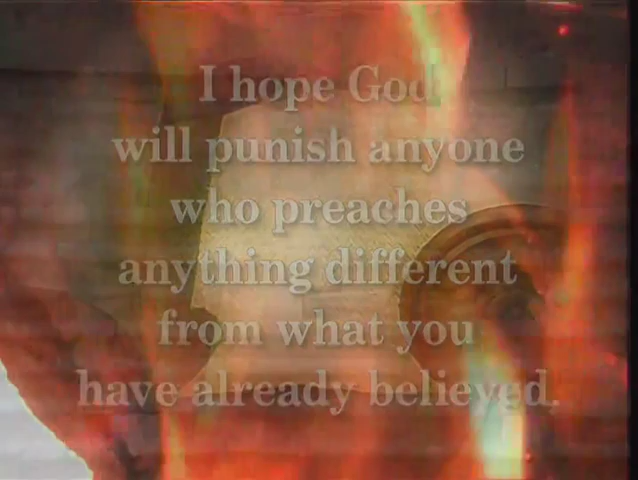 I hope God
will punish anyone
who preaches
anything different
from what you
have already believed.